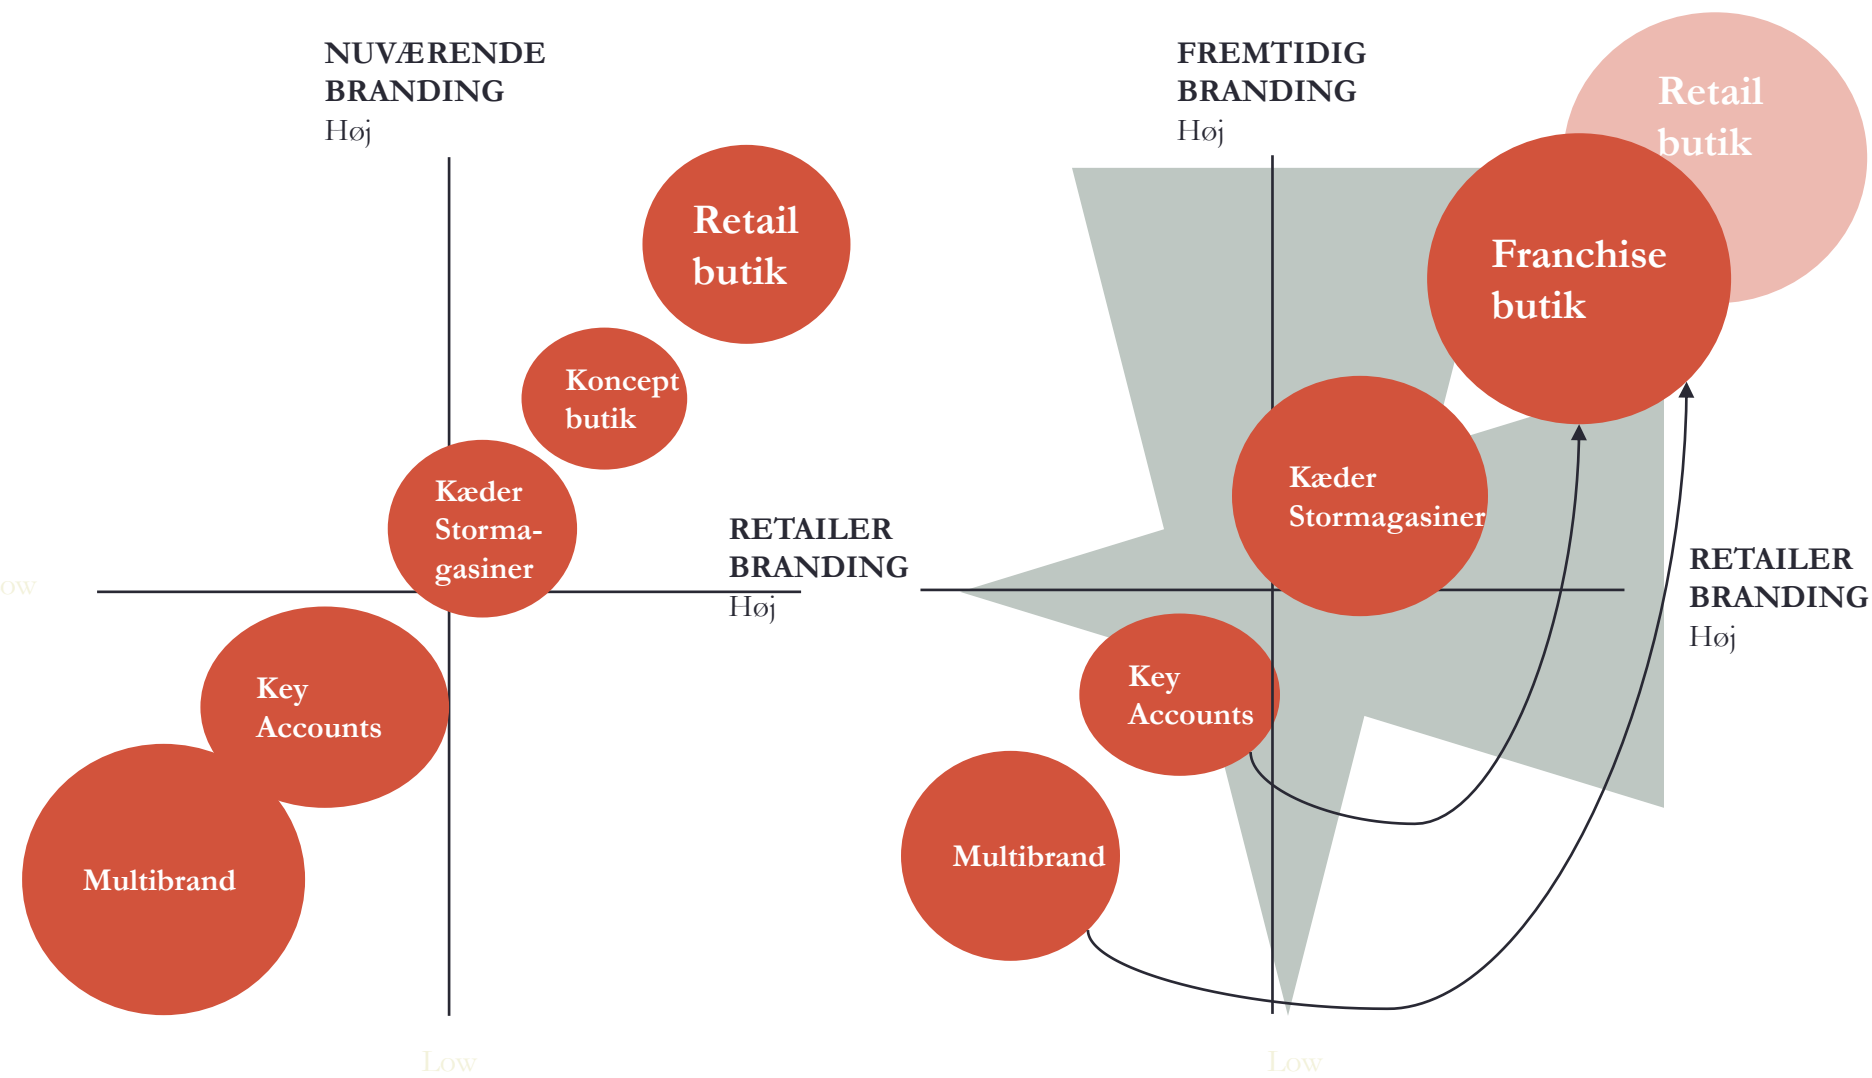 NUVÆRENDE
BRANDING
Høj
Retail
butik
Koncept
butik
Kæder
Storma-
gasiner
RETAILER
BRANDING
Høj
ow
Key
Accounts
Multibrand
Low
FREMTIDIG
BRANDING
Høj
Retail
butik
Franchise
butik
Kæder
Stormagasiner
RETAILER
BRANDING
Høj
Key
Accounts
Multibrand
Low